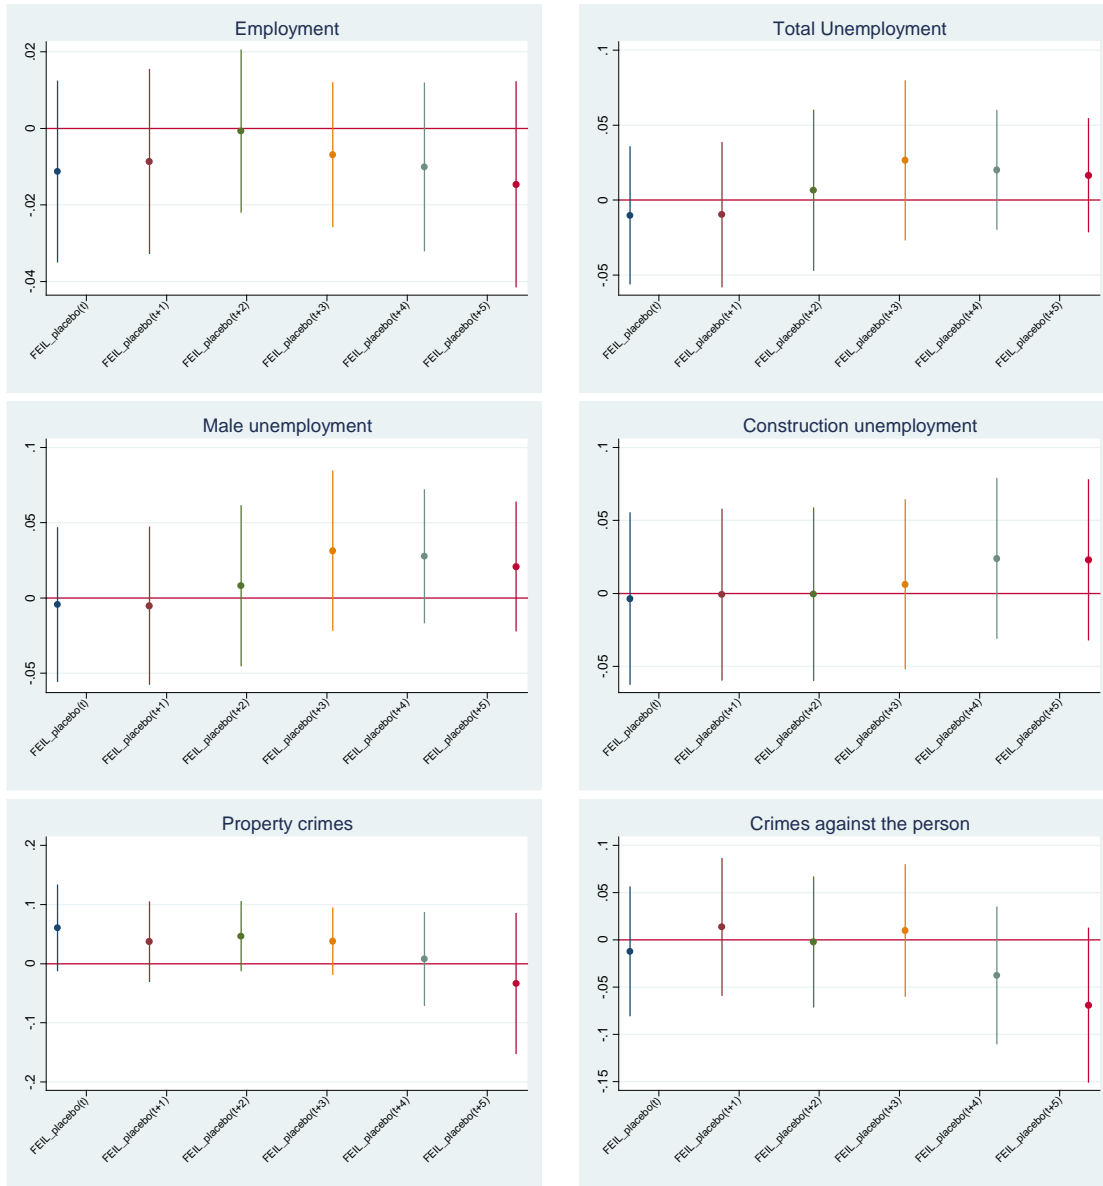 Employment
.02
0
-.02
-.04
FEIL_placebo(t)
FEIL_placebo(t+1)
FEIL_placebo(t+2)
FEIL_placebo(t+3)
FEIL_placebo(t+4)
FEIL_placebo(t+5)
Total Unemployment
.1
.05
0
-.05
FEIL_placebo(t)
FEIL_placebo(t+1)
FEIL_placebo(t+2)
FEIL_placebo(t+3)
FEIL_placebo(t+4)
FEIL_placebo(t+5)
Male unemployment
.1
.05
0
-.05
FEIL_placebo(t)
FEIL_placebo(t+1)
FEIL_placebo(t+2)
FEIL_placebo(t+3)
FEIL_placebo(t+4)
FEIL_placebo(t+5)
Construction unemployment
.1
.05
0
-.05
FEIL_placebo(t)
FEIL_placebo(t+1)
FEIL_placebo(t+2)
FEIL_placebo(t+3)
FEIL_placebo(t+4)
FEIL_placebo(t+5)
Property crimes
.2
.1
0
-.1
-.2
FEIL_placebo(t)
FEIL_placebo(t+1)
FEIL_placebo(t+2)
FEIL_placebo(t+3)
FEIL_placebo(t+4)
FEIL_placebo(t+5)
Crimes against the person
.1
.05
0
-.05
-.1
-.15
FEIL_placebo(t)
FEIL_placebo(t+1)
FEIL_placebo(t+2)
FEIL_placebo(t+3)
FEIL_placebo(t+4)
FEIL_placebo(t+5)